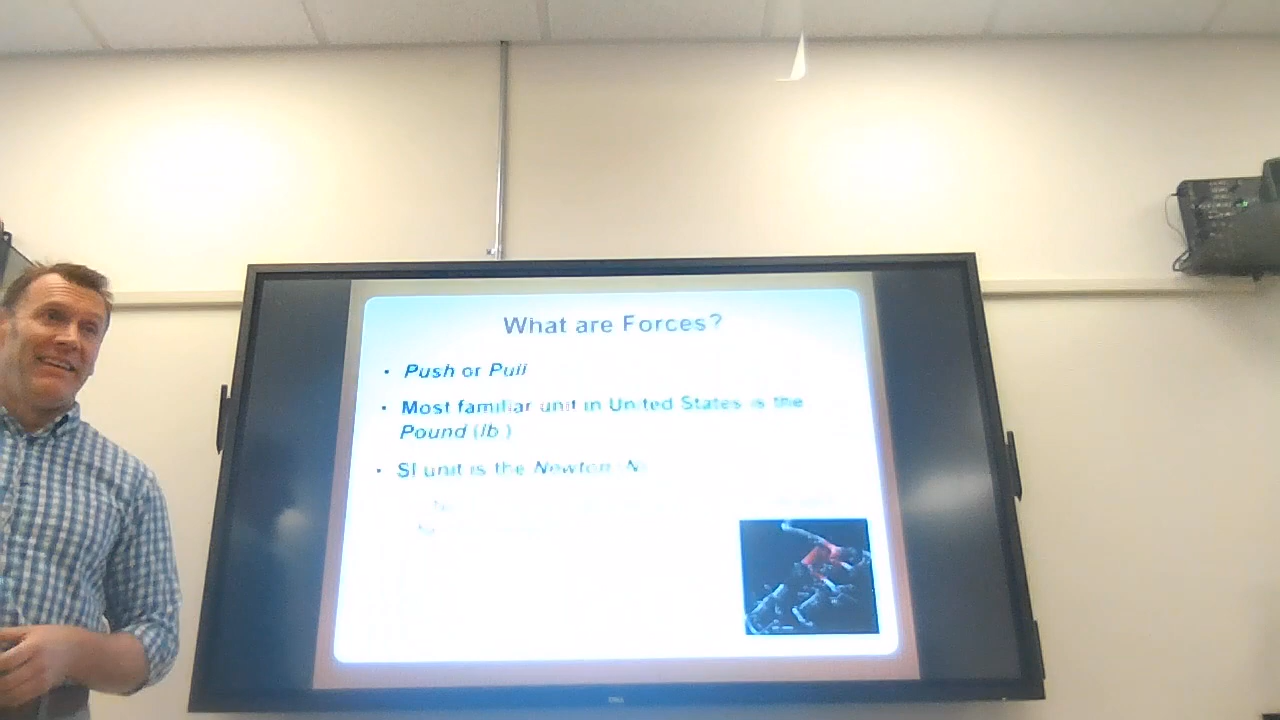 What are Forces?
• Push or Pull
• Most familiar unit in United States is the
Pound (lb )
• SI unit is the Newton (N)
DELL